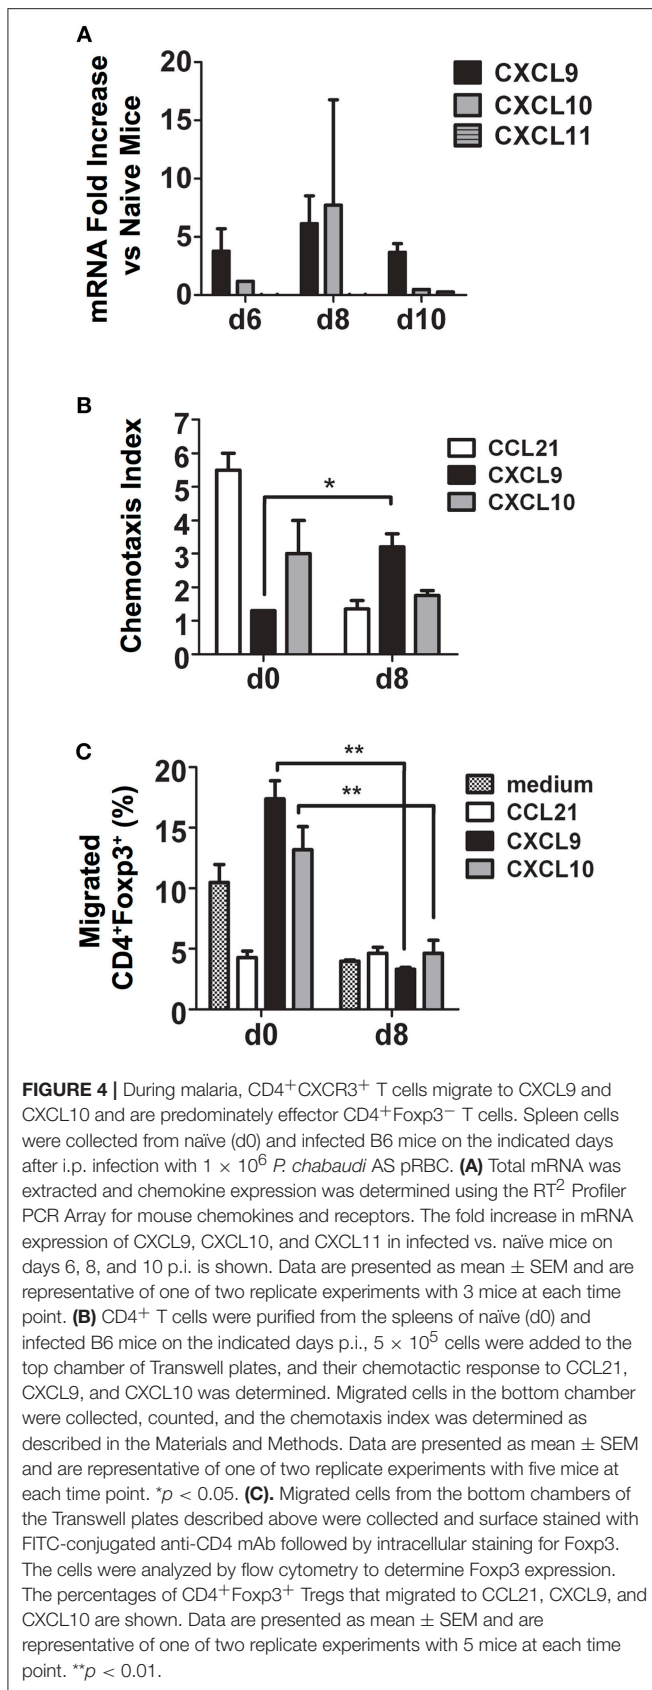 A
mRNA Fold Increase
vs Naive Mice
20
15
10
5
0
d6 d8 d10
CXCL9
CXCL10
CXCL11
B
Chemotaxis Index
7
6
5
4
3
2
1
0
*
d0 d8
CCL21
CXCL9
CXCL10
C
Migrated
CD4⁺Foxp3⁺ (%)
20
15
10
5
0
**
**
d0 d8
medium
CCL21
CXCL9
CXCL10
FIGURE 4 | During malaria, CD4⁺CXCR3⁺ T cells migrate to CXCL9 and
CXCL10 and are predominately effector CD4⁺Foxp3⁻ T cells. Spleen cells
were collected from naïve (d0) and infected B6 mice on the indicated days
after i.p. infection with 1 × 10⁶ P. chabaudi AS pRBC. (A) Total mRNA was
extracted and chemokine expression was determined using the RT² Profiler
PCR Array for mouse chemokines and receptors. The fold increase in mRNA
expression of CXCL9, CXCL10, and CXCL11 in infected vs. naïve mice on
days 6, 8, and 10 p.i. is shown. Data are presented as mean ± SEM and are
representative of one of two replicate experiments with 3 mice at each time
point. (B) CD4⁺ T cells were purified from the spleens of naïve (d0) and
infected B6 mice on the indicated days p.i., 5 × 10⁵ cells were added to the
top chamber of Transwell plates, and their chemotactic response to CCL21,
CXCL9, and CXCL10 was determined. Migrated cells in the bottom chamber
were collected, counted, and the chemotaxis index was determined as
described in the Materials and Methods. Data are presented as mean ± SEM
and are representative of one of two replicate experiments with five mice at
each time point. *p < 0.05. (C). Migrated cells from the bottom chambers of
the Transwell plates described above were collected and surface stained with
FITC-conjugated anti-CD4 mAb followed by intracellular staining for Foxp3.
The cells were analyzed by flow cytometry to determine Foxp3 expression.
The percentages of CD4⁺Foxp3⁺ Tregs that migrated to CCL21, CXCL9, and
CXCL10 are shown. Data are presented as mean ± SEM and are
representative of one of two replicate experiments with 5 mice at each time
point. **p < 0.01.